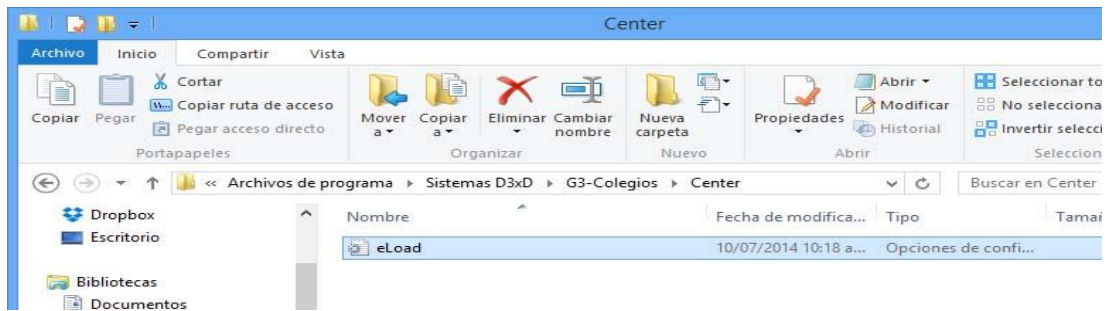 Center
Archivo Inicio Compartir Vista
Cortar
Copiar ruta de acceso
Pegar acceso directo
Copiar Pegar
Portapapeles
Mover a Copiar a Eliminar Cambiar nombre
Organizar
Nueva carpeta
Nuevo
Propiedades
Abrir
Modificar
Historial
Abrir
Seleccionar to
No selecciona
Invertir selecci
Seleccion
« Archivos de programa Sistemas D3xD G3-Colegios Center
Buscar en Center
Dropbox
Escritorio
Bibliotecas
Documentos
Nombre Fecha de modifica... Tipo Tamañ
eLoad 10/07/2014 10:18 a... Opciones de confi...